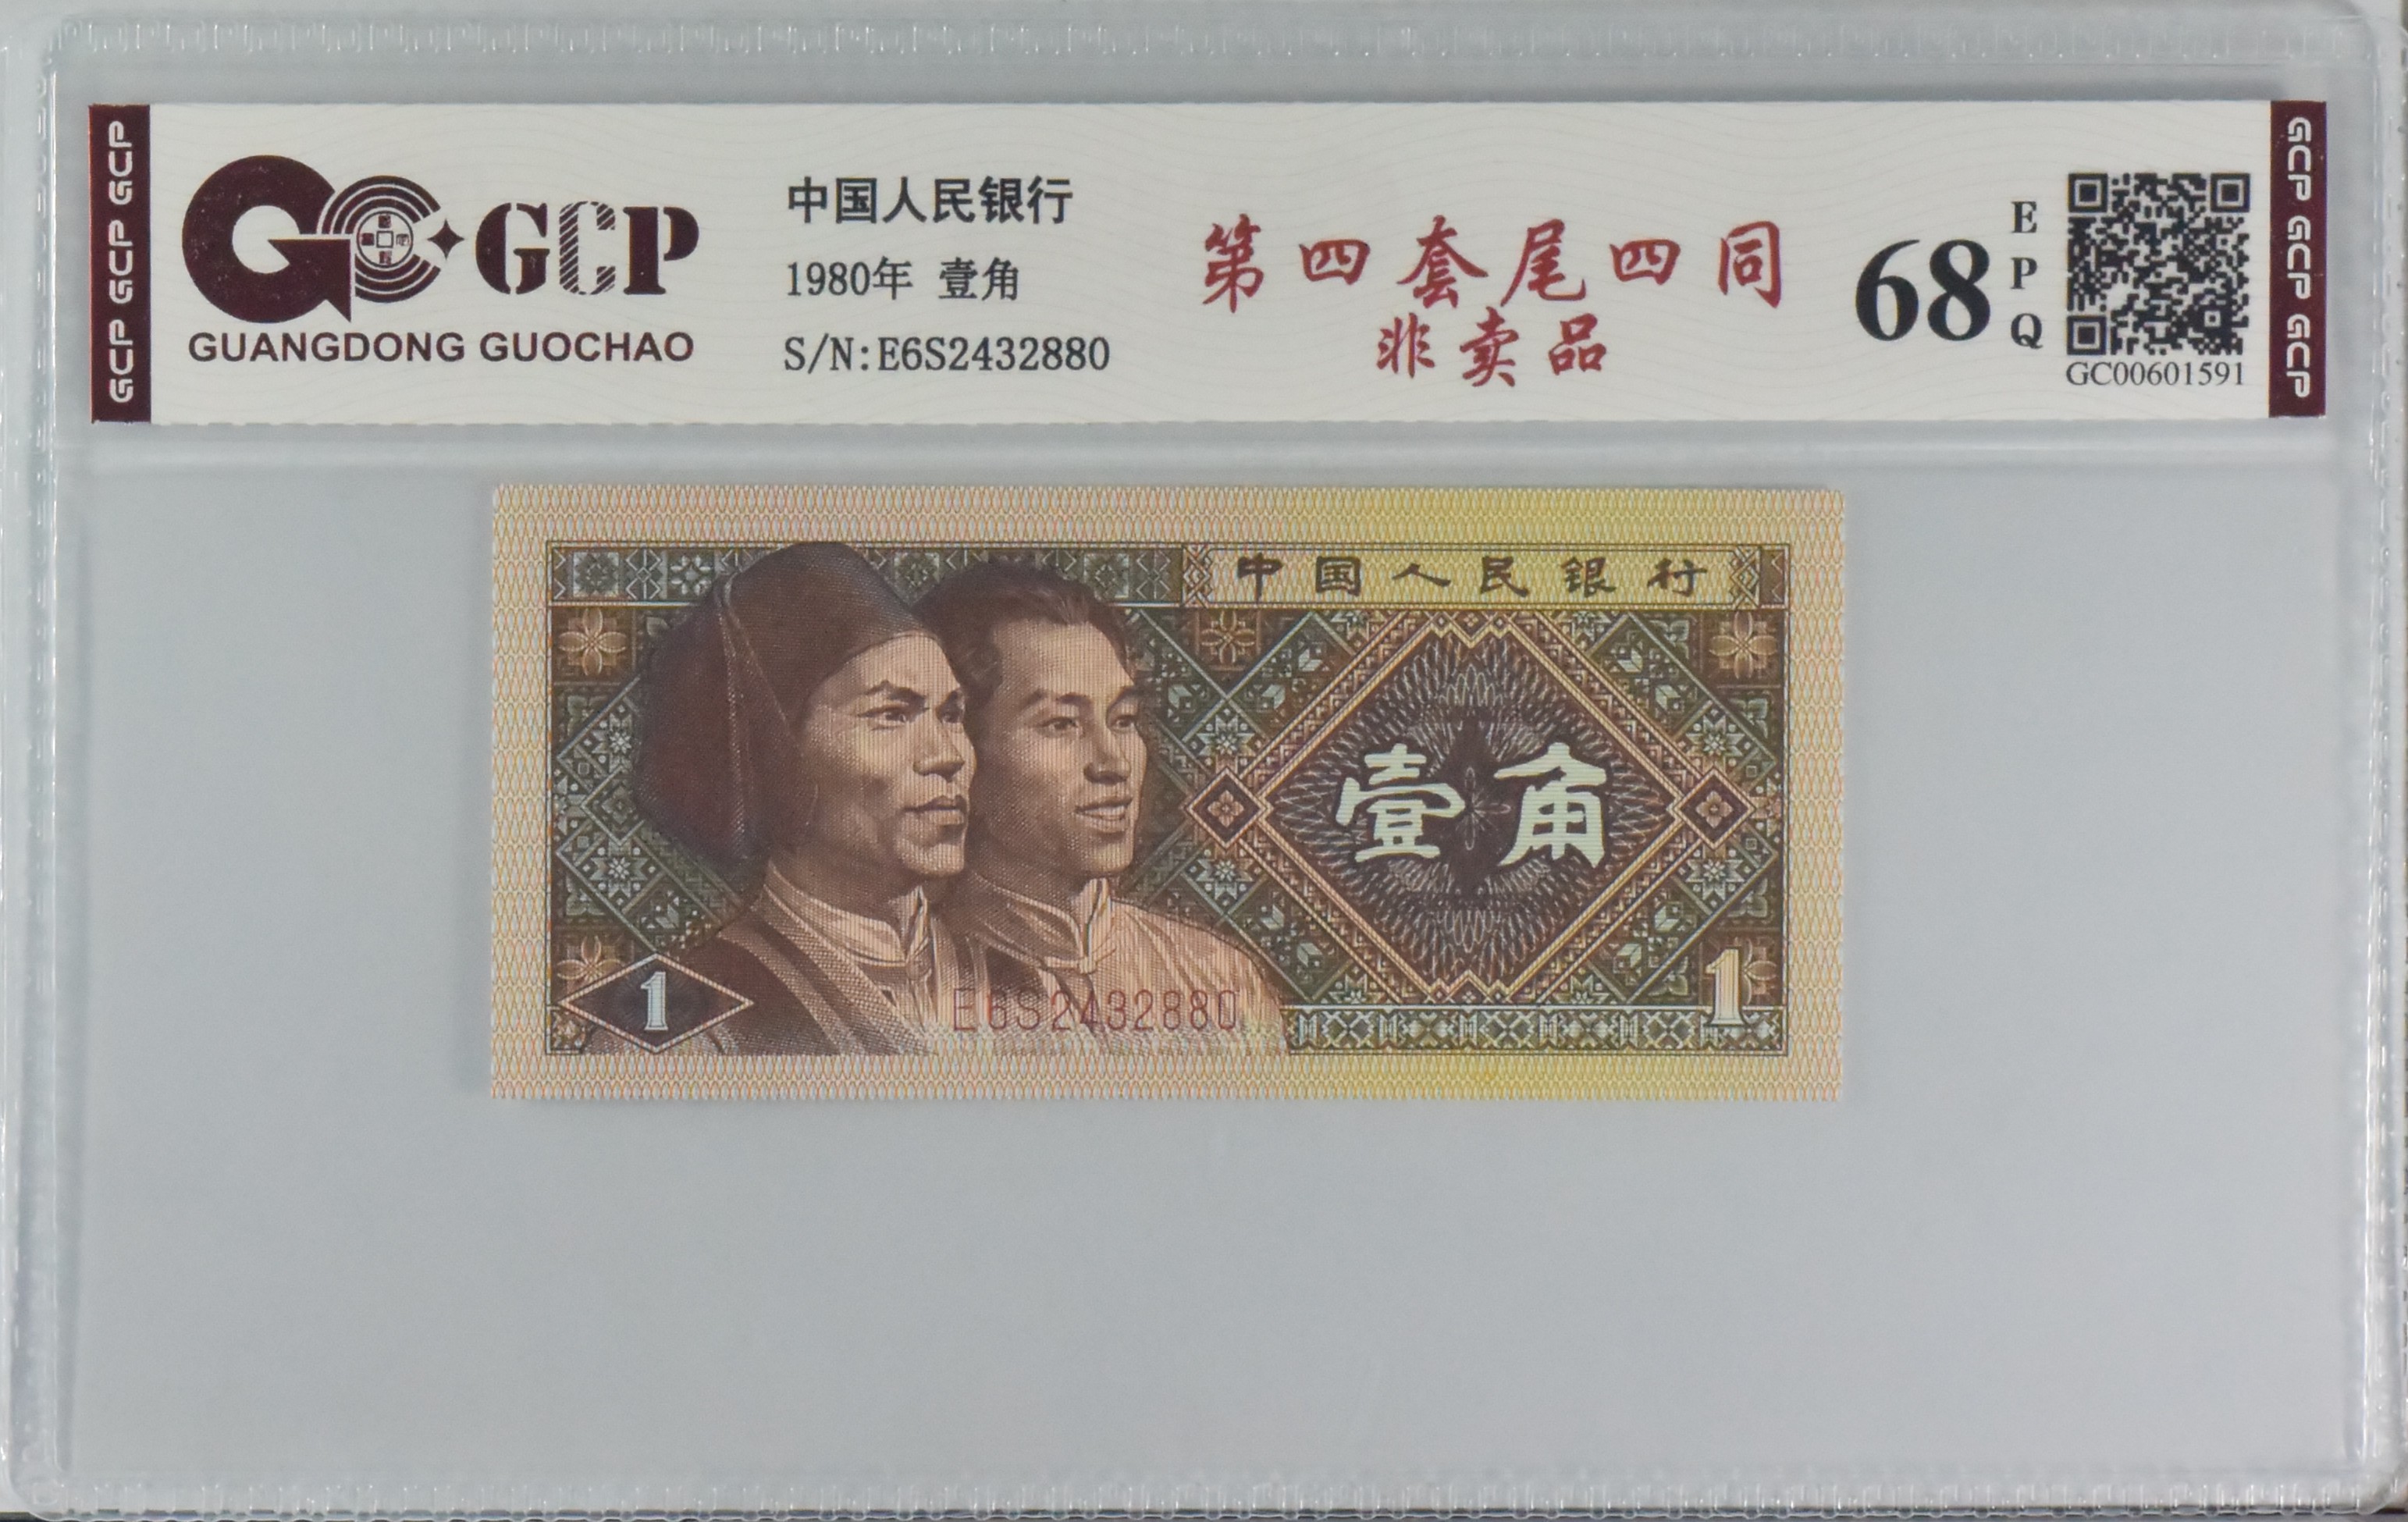 GCP GCP GCP
GCP
GUANGDONG GUOCHAO
中国人民银行
1980年 壹角
S/N:E6S2432880
第四套尾四同
非卖品
68
EPQ
GC00601591
GCP GCP GCP
中国人民银行
壹角
1
E6S2432880
1